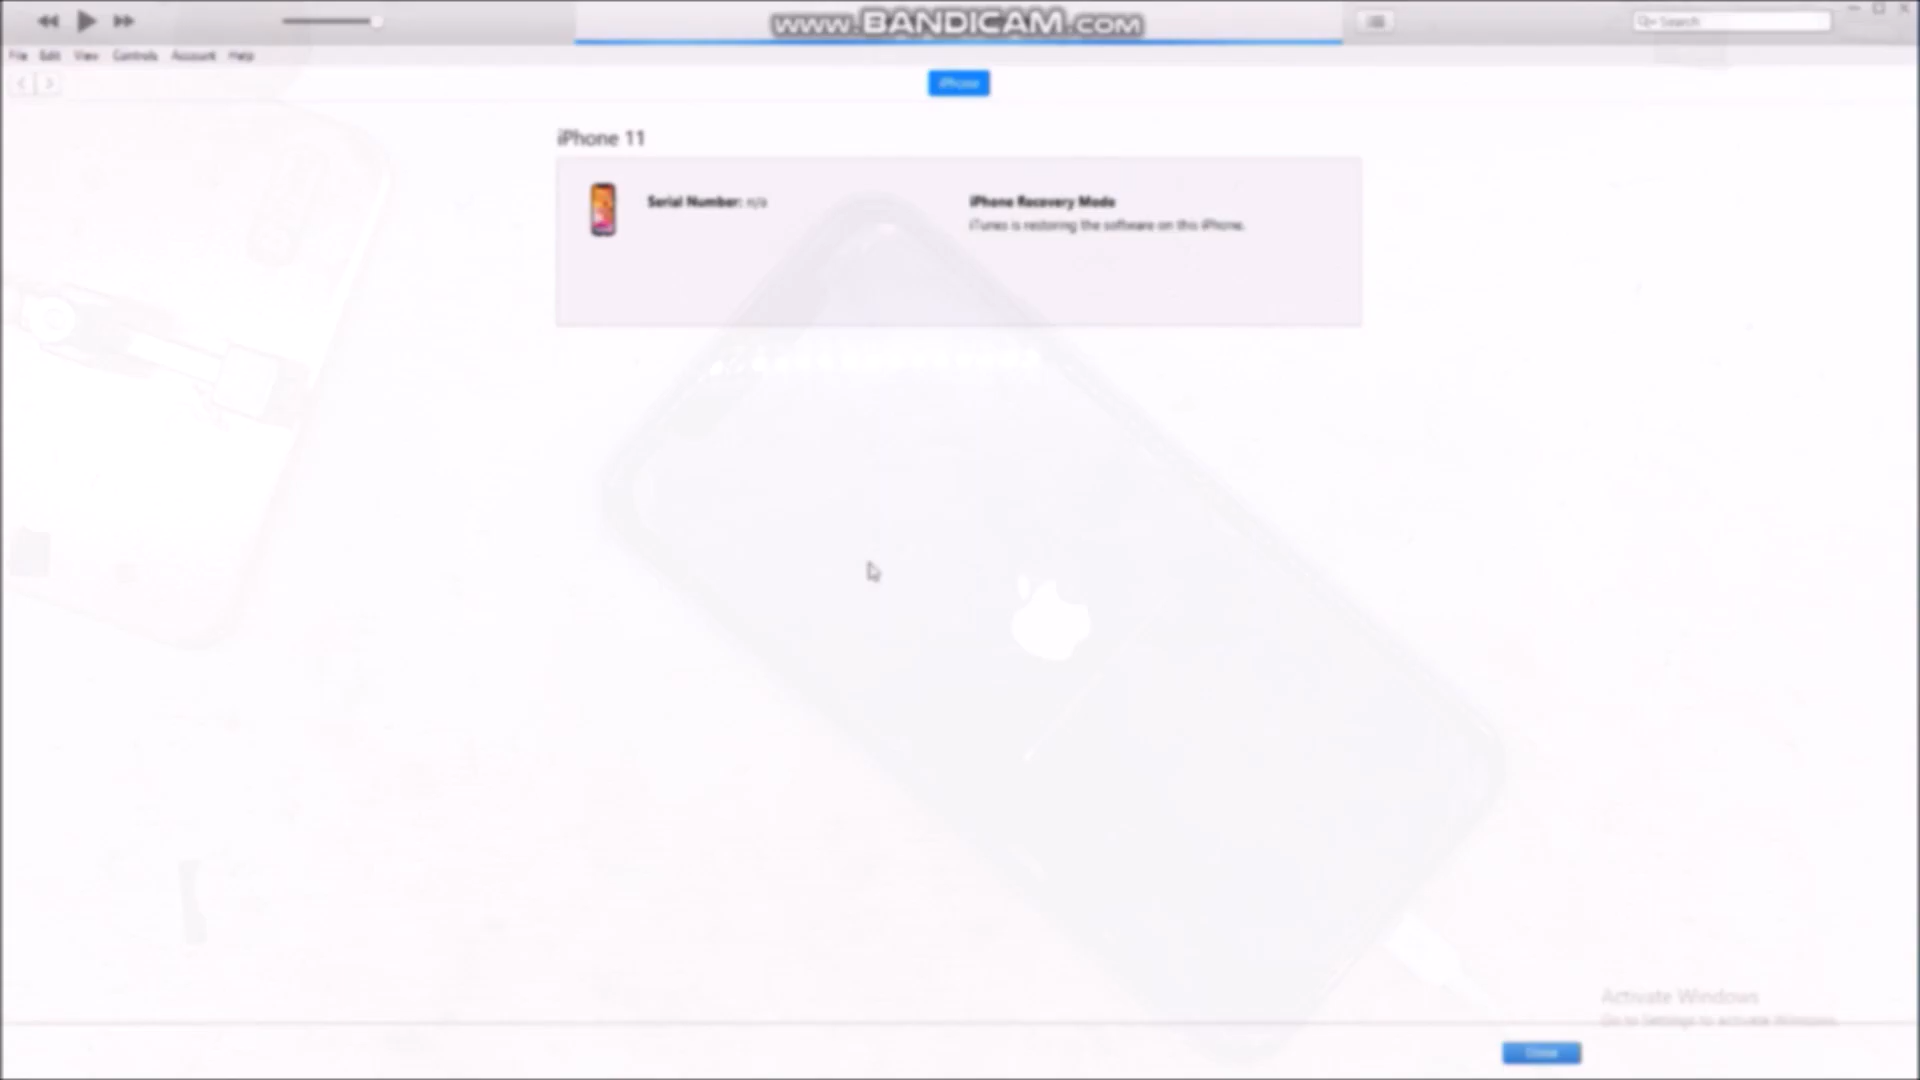 www.BANDICAM.com
Search
File Edit View Controls Account Help
iPhone
iPhone 11
Serial Number: n/a
iPhone Recovery Mode
iTunes is restoring the software on this iPhone.
Activate Windows
Go to Settings to activate Windows.